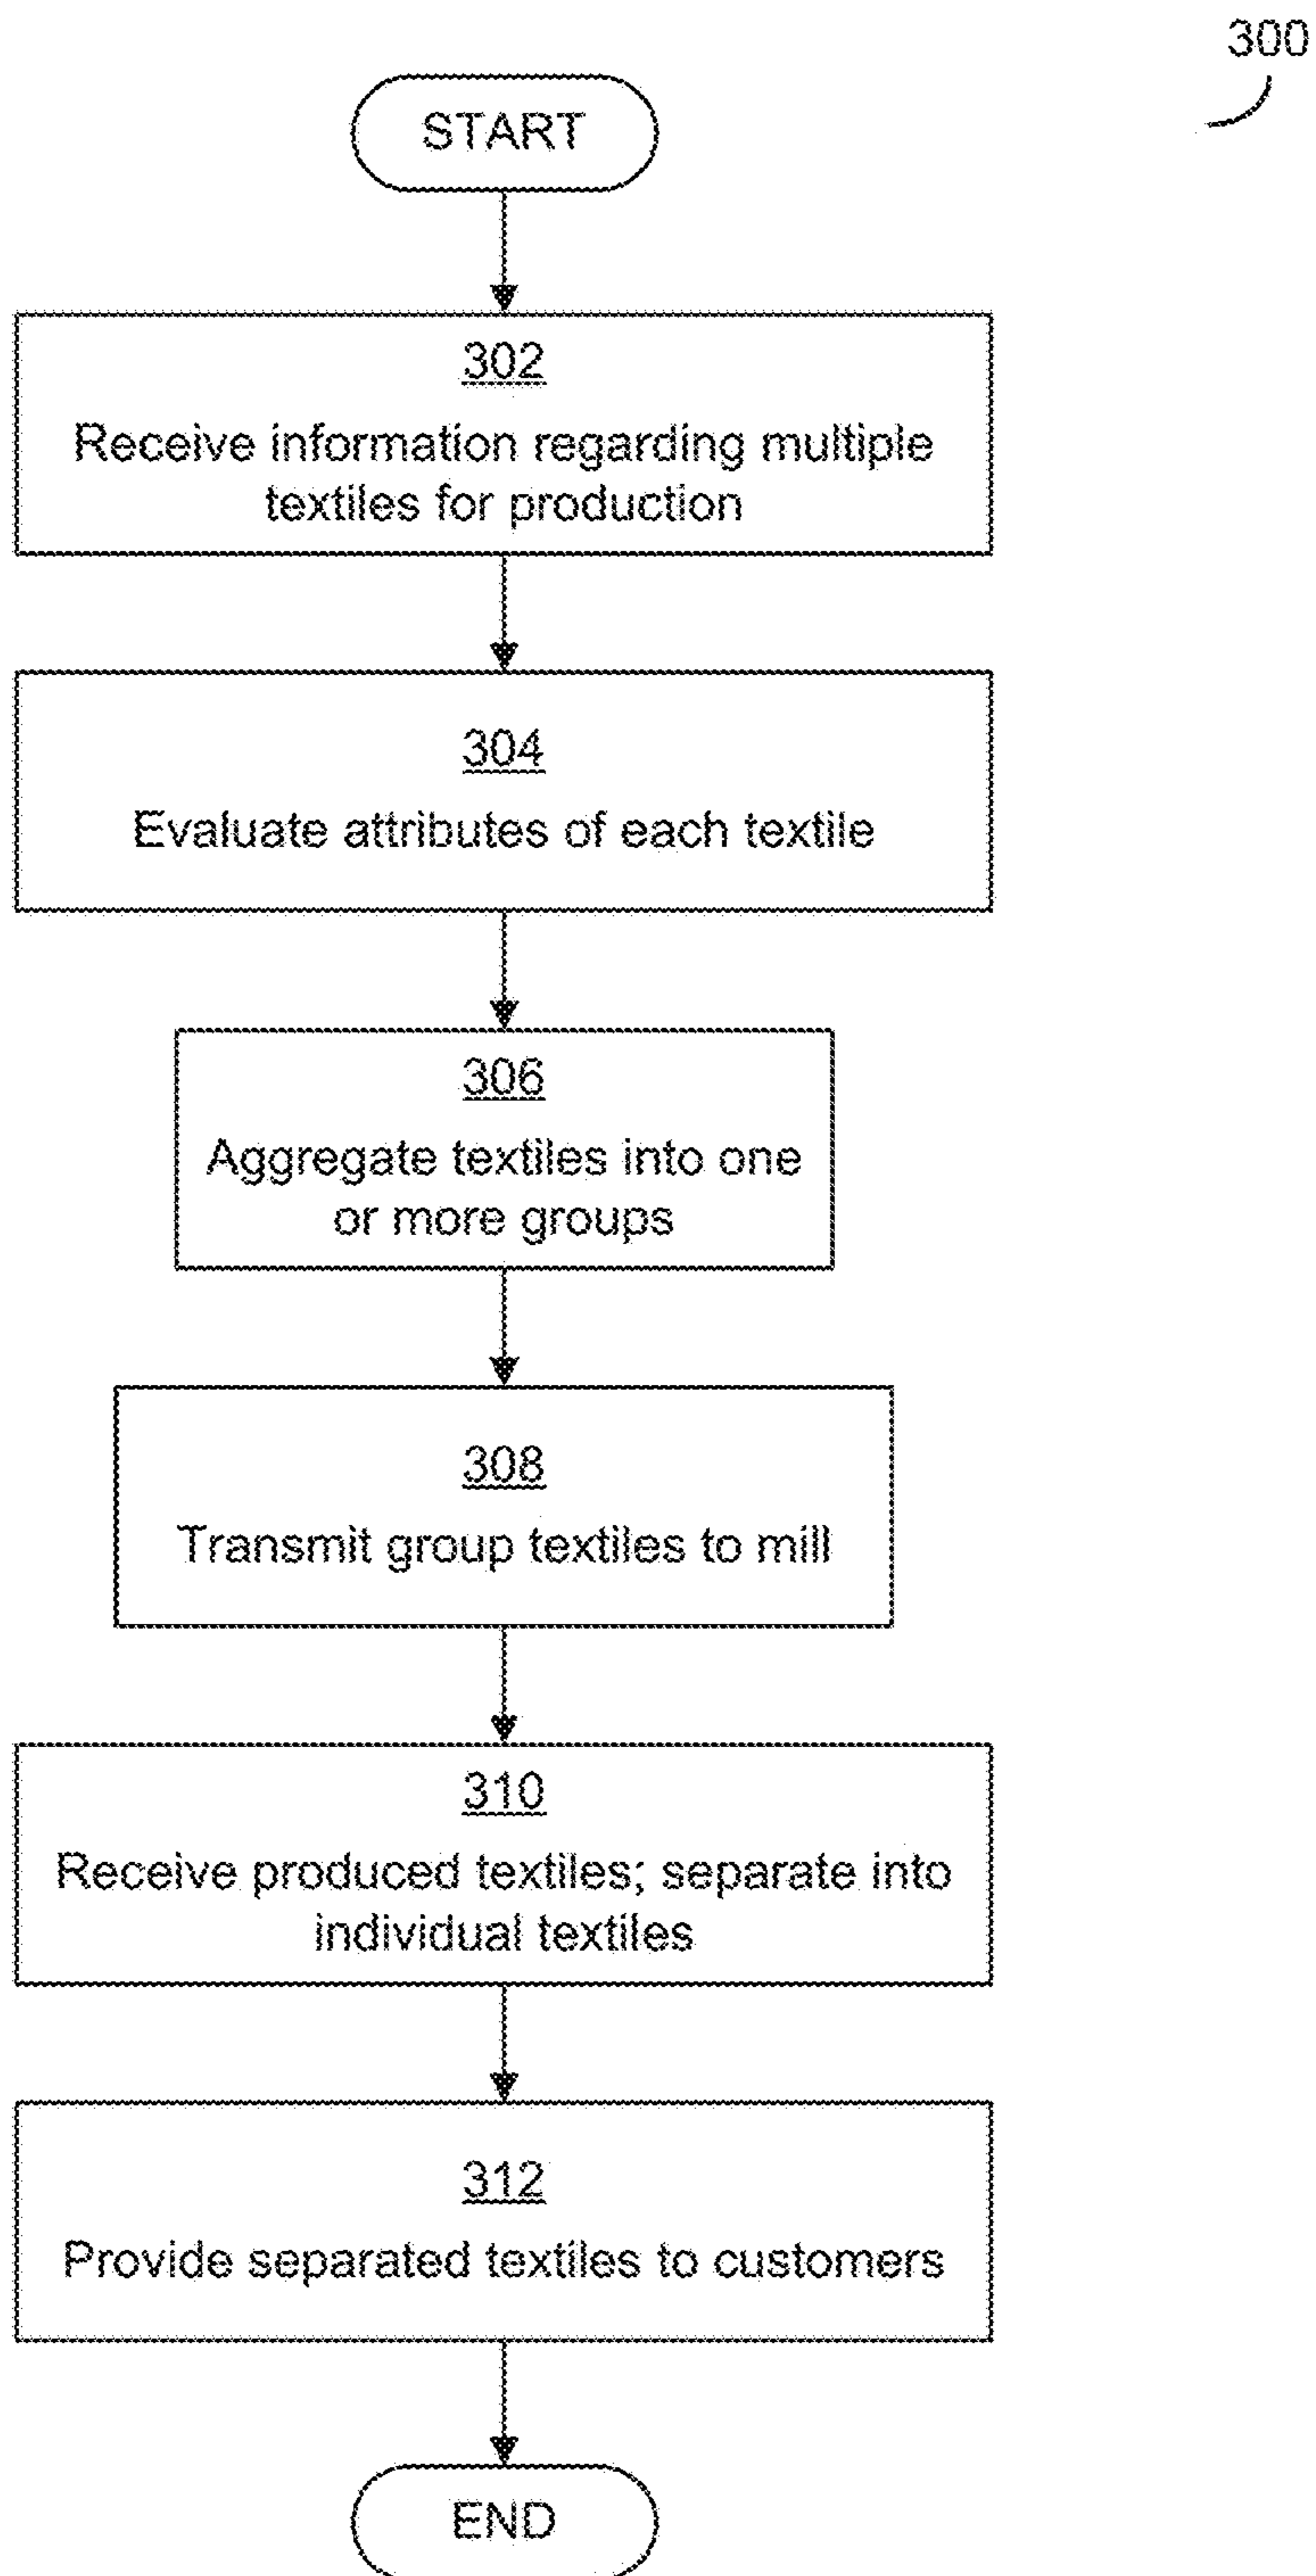 300
START
302
Receive information regarding multiple
textiles for production
304
Evaluate attributes of each textile
306
Aggregate textiles into one
or more groups
308
Transmit group textiles to mill
310
Receive produced textiles; separate into
individual textiles
312
Provide separated textiles to customers
END